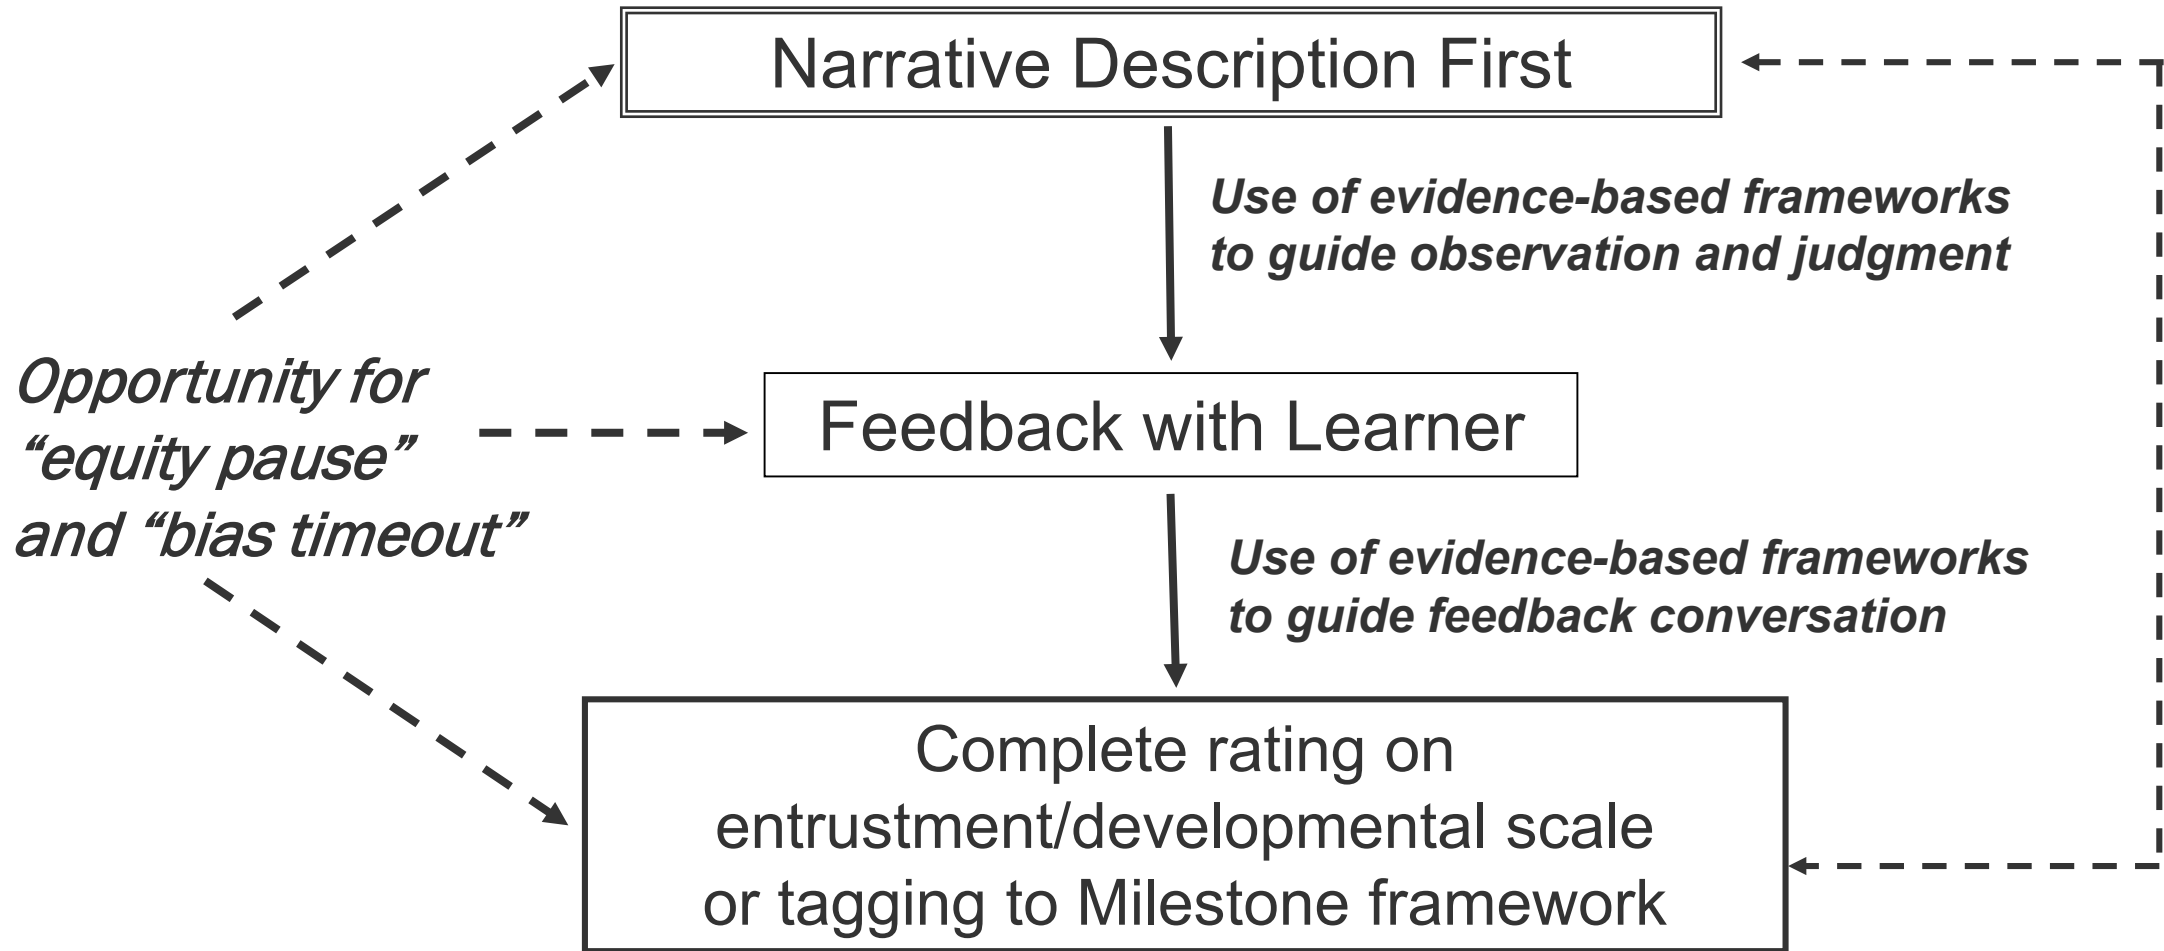 Narrative Description First
Use of evidence-based frameworks
to guide observation and judgment
Opportunity for
“equity pause”
and “bias timeout”
Feedback with Learner
Use of evidence-based frameworks
to guide feedback conversation
Complete rating on
entrustment/developmental scale
or tagging to Milestone framework